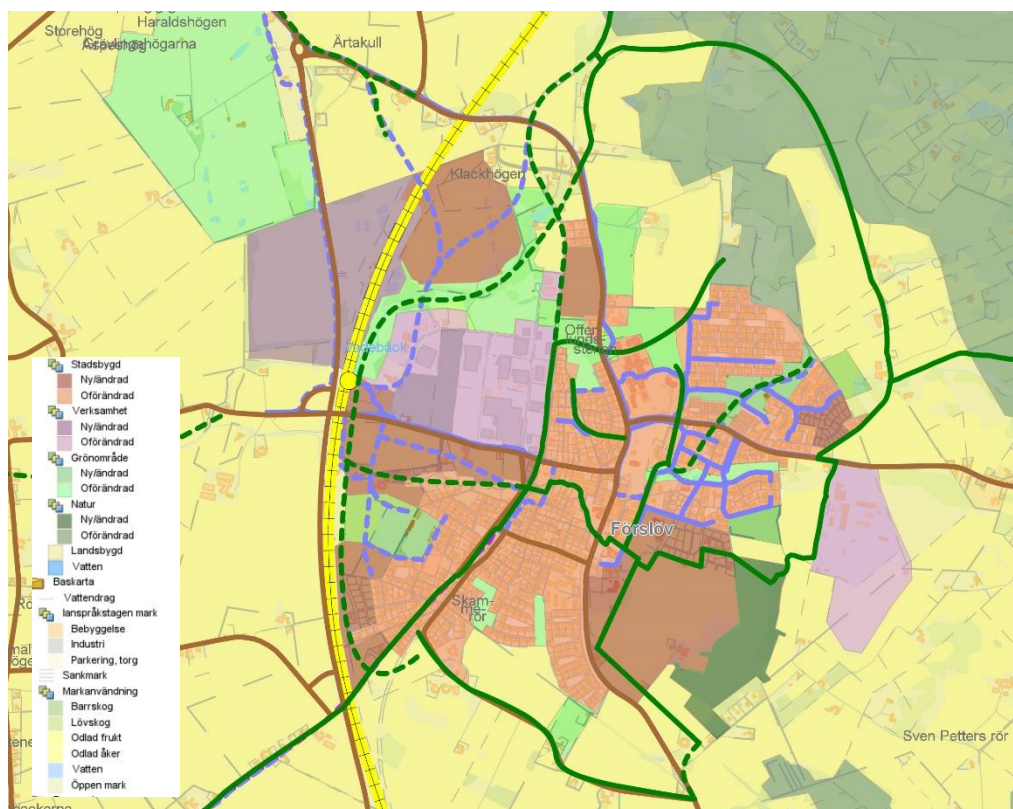 Haraldshögen
Storehög
Ärtakull
Klackhögen
Förslöv
Skam-
me-
rör
Sven Petters rör
Stadsbygd
Ny/ändrad
Oförändrad
Verksamhet
Ny/ändrad
Oförändrad
Grönområde
Ny/ändrad
Oförändrad
Natur
Ny/ändrad
Oförändrad
Landsbygd
Vatten
Baskarta
Vattendrag
Ianspråkstagen mark
Bebyggelse
Industri
Parkering, torg
Sankmark
Markanvändning
Barrskog
Lövskog
Odlad frukt
Odlad åker
Vatten
Öppen mark